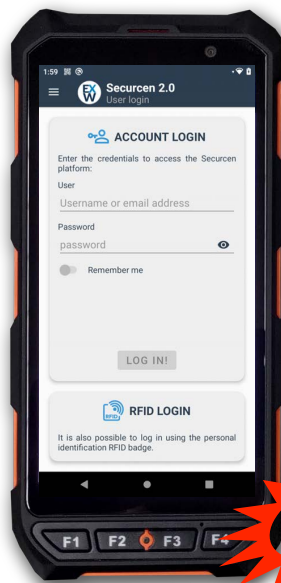 1:59
EX
W
Securcen 2.0
User login
ACCOUNT LOGIN
Enter the credentials to access the Securcen
platform:
User
Username or email address
Password
password
Remember me
LOG IN!
RFID
RFID LOGIN
It is also possible to log in using the personal
identification RFID badge.
F1 F2 F3 F4